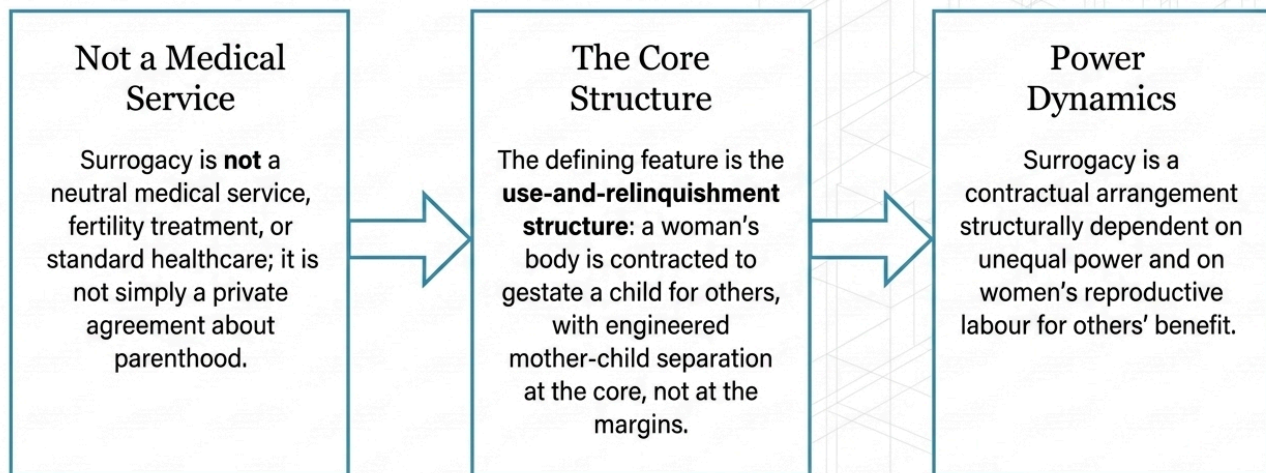 Not a Medical
Service
Surrogacy is not a
neutral medical service,
fertility treatment, or
standard healthcare; it is
not simply a private
agreement about
parenthood.
The Core
Structure
The defining feature is the
use-and-relinquishment
structure: a woman's
body is contracted to
gestate a child for others,
with engineered
mother-child separation
at the core, not at the
margins.
Power
Dynamics
Surrogacy is a
contractual arrangement
structurally dependent on
unequal power and on
women's reproductive
labour for others' benefit.